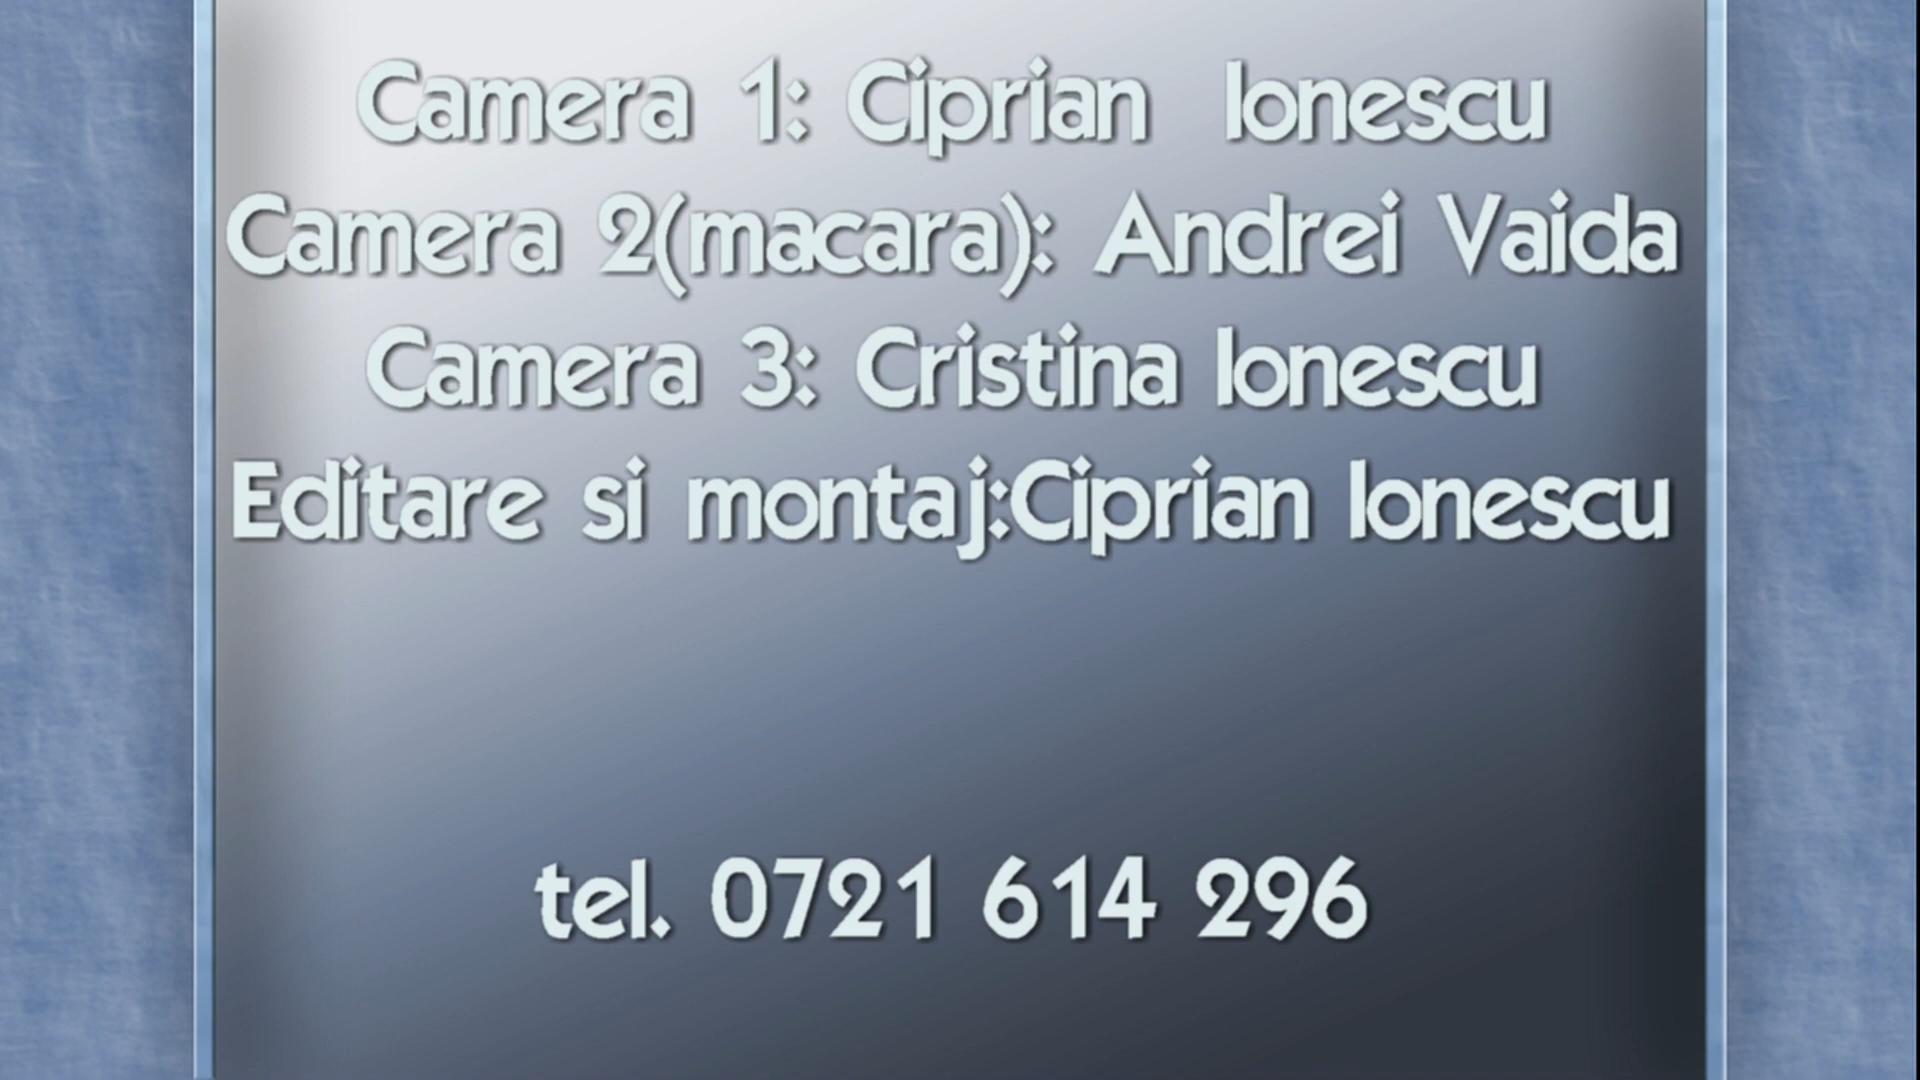 Camera 1: Ciprian Ionescu
Camera 2(macara): Andrei Vaida
Camera 3: Cristina Ionescu
Editare si montaj:Ciprian Ionescu
tel. 0721 614 296